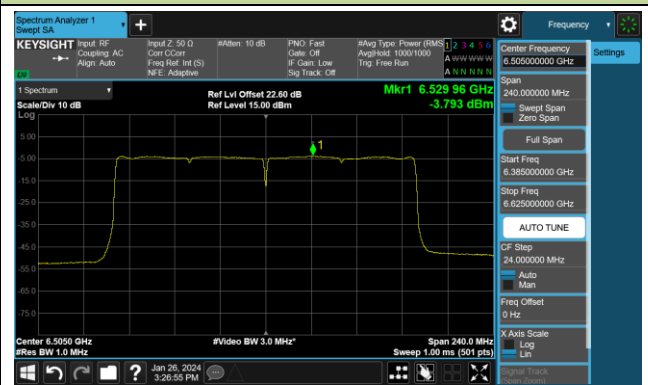 Spectrum Analyzer 1
Swept SA
Frequency
KEYSIGHT
Input: RF
Coupling: AC
Align: Auto
Input Z: 50 Ω
Corr CCorr
Freq Ref: Int (S)
NFE: Adaptive
#Atten: 10 dB
PNO: Fast
Gate: Off
IF Gain: Low
Sig Track: Off
#Avg Type: Power (RMS
Avg|Hold: 1000/1000
Trig: Free Run
1 2 3 4 5 6
A W W W W W
A N N N N N
1 Spectrum
Scale/Div 10 dB
Log
Ref Lvl Offset 22.60 dB
Ref Level 15.00 dBm
Mkr1 6.529 96 GHz
-3.793 dBm
5.00
-5.00
-15.0
-25.0
-35.0
-45.0
-55.0
-65.0
-75.0
1
Center 6.5050 GHz
#Res BW 1.0 MHz
#Video BW 3.0 MHz*
Span 240.0 MHz
Sweep 1.00 ms (501 pts)
Jan 26, 2024
3:26:55 PM
Center Frequency
6.505000000 GHz
Settings
Span
240.000000 MHz
Swept Span
Zero Span
Full Span
Start Freq
6.385000000 GHz
Stop Freq
6.625000000 GHz
AUTO TUNE
CF Step
24.000000 MHz
Auto
Man
Freq Offset
0 Hz
X Axis Scale
Log
Lin
Signal Track
(Span Zoom)